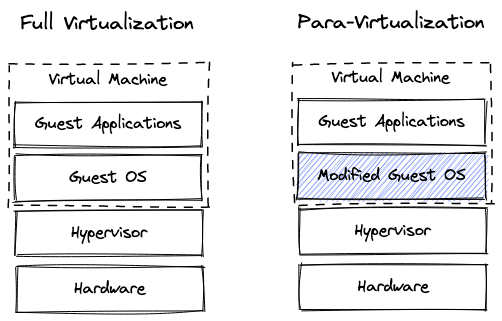 Full Virtualization
Virtual Machine
Guest Applications
Guest OS
Hypervisor
Hardware
Para-Virtualization
Virtual Machine
Guest Applications
Modified Guest OS
Hypervisor
Hardware